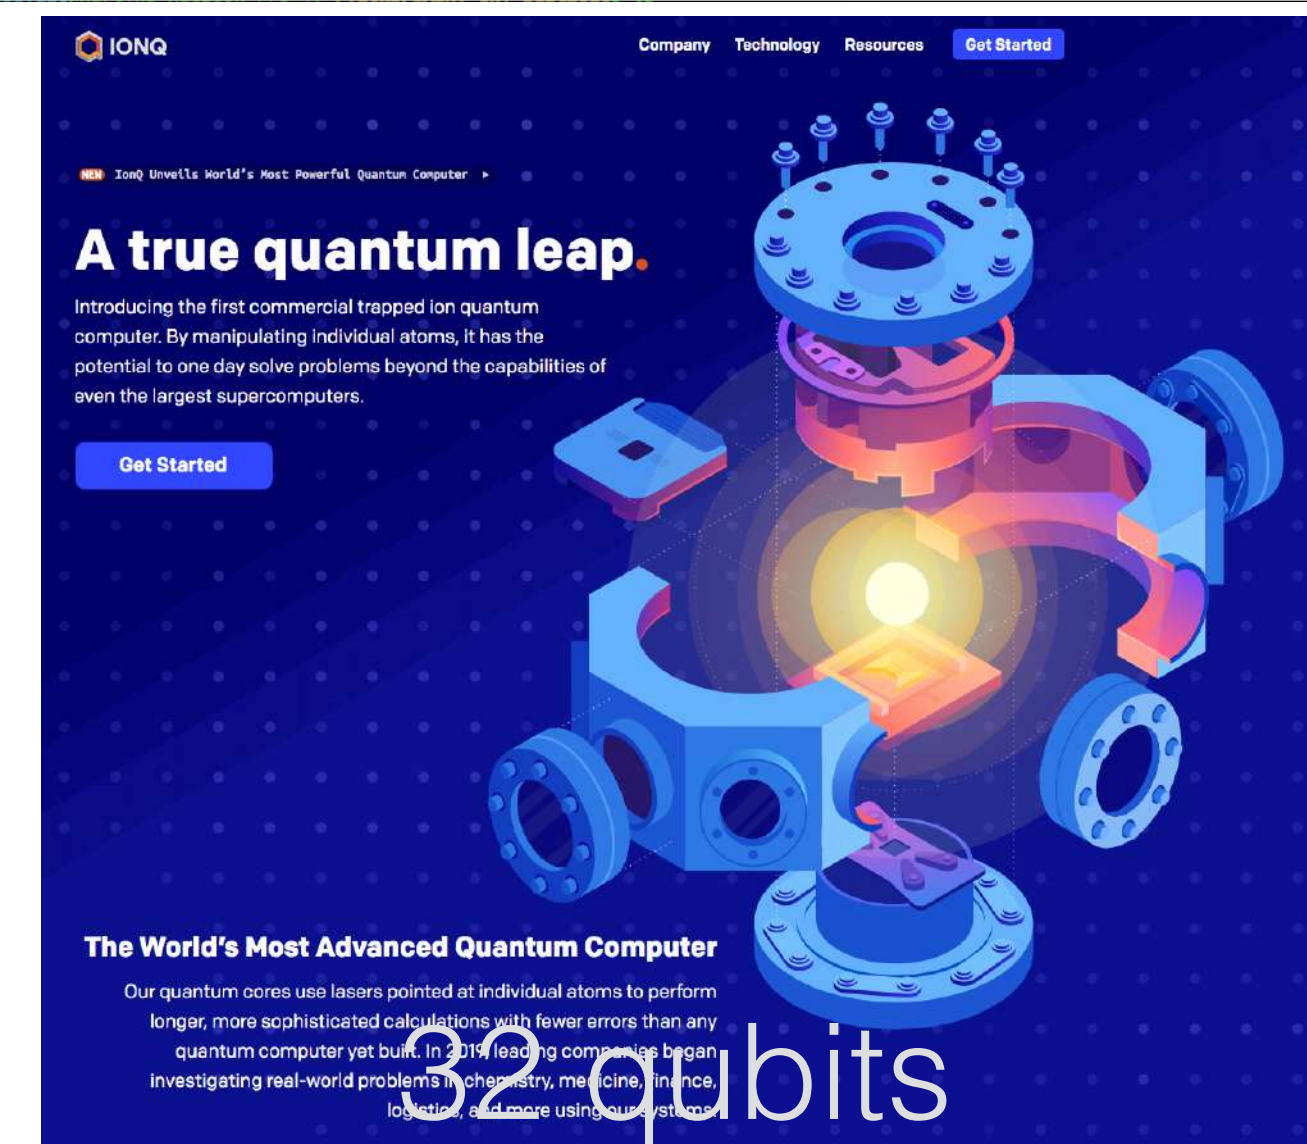 IONQ
Company Technology Resources Get Started
NEW IonQ Unveils World's Most Powerful Quantum Computer
A true quantum leap.
Introducing the first commercial trapped ion quantum
computer. By manipulating individual atoms, it has the
potential to one day solve problems beyond the capabilities of
even the largest supercomputers.
Get Started
The World's Most Advanced Quantum Computer
Our quantum cores use lasers pointed at individual atoms to perform
longer, more sophisticated calculations with fewer errors than any
quantum computer yet built. In 2019, leading companies began
investigating real-world problems in chemistry, medicine, finance,
logistics, and more using our systems.
32 qubits